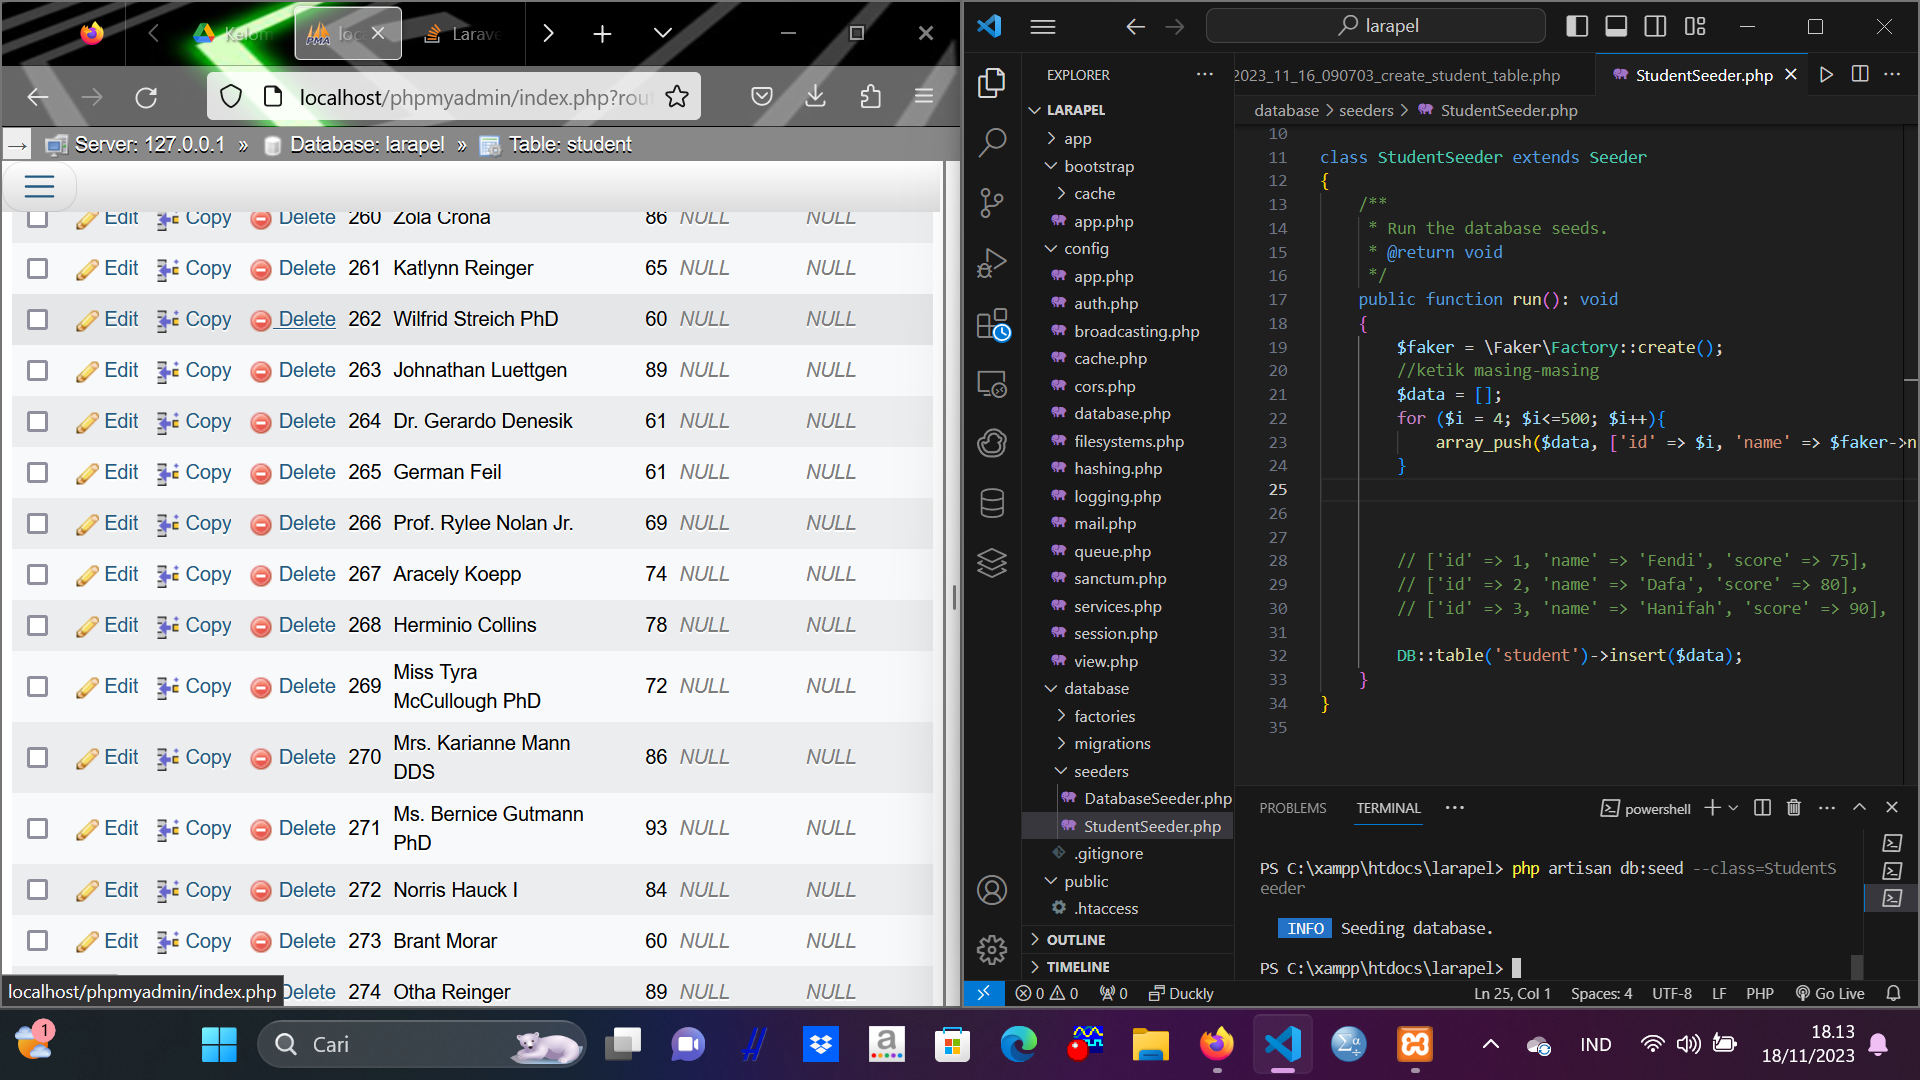 Kelom
loc
Larave
localhost/phpmyadmin/index.php?rou
Server: 127.0.0.1 » Database: larapel » Table: student
Edit Copy Delete 260 Zola Crona 86 NULL NULL
Edit Copy Delete 261 Katlynn Reinger 65 NULL NULL
Edit Copy Delete 262 Wilfrid Streich PhD 60 NULL NULL
Edit Copy Delete 263 Johnathan Luettgen 89 NULL NULL
Edit Copy Delete 264 Dr. Gerardo Denesik 61 NULL NULL
Edit Copy Delete 265 German Feil 61 NULL NULL
Edit Copy Delete 266 Prof. Rylee Nolan Jr. 69 NULL NULL
Edit Copy Delete 267 Aracely Koepp 74 NULL NULL
Edit Copy Delete 268 Herminio Collins 78 NULL NULL
Edit Copy Delete 269 Miss Tyra McCullough PhD 72 NULL NULL
Edit Copy Delete 270 Mrs. Karianne Mann DDS 86 NULL NULL
Edit Copy Delete 271 Ms. Bernice Gutmann PhD 93 NULL NULL
Edit Copy Delete 272 Norris Hauck I 84 NULL NULL
Edit Copy Delete 273 Brant Morar 60 NULL NULL
Delete 274 Otha Reinger 89 NULL NULL
localhost/phpmyadmin/index.php
larapel
EXPLORER
LARAPEL
app
bootstrap
cache
app.php
config
app.php
auth.php
broadcasting.php
cache.php
cors.php
database.php
filesystems.php
hashing.php
logging.php
mail.php
queue.php
sanctum.php
services.php
session.php
view.php
database
factories
migrations
seeders
DatabaseSeeder.php
StudentSeeder.php
.gitignore
public
.htaccess
OUTLINE
TIMELINE
2023_11_16_090703_create_student_table.php
StudentSeeder.php
database > seeders > StudentSeeder.php
10
11 class StudentSeeder extends Seeder
12 {
13 /**
14 * Run the database seeds.
15 * @return void
16 */
17 public function run(): void
18 {
19 $faker = \Faker\Factory::create();
20 //ketik masing-masing
21 $data = [];
22 for ($i = 4; $i<=500; $i++){
23 array_push($data, ['id' => $i, 'name' => $faker->n
24 }
25
26
27
28 // ['id' => 1, 'name' => 'Fendi', 'score' => 75],
29 // ['id' => 2, 'name' => 'Dafa', 'score' => 80],
30 // ['id' => 3, 'name' => 'Hanifah', 'score' => 90],
31
32 DB::table('student')->insert($data);
33 }
34 }
35
PROBLEMS TERMINAL powershell
PS C:\xampp\htdocs\larapel> php artisan db:seed --class=StudentS
eeder
INFO Seeding database.
PS C:\xampp\htdocs\larapel>
0 0 0 Duckly Ln 25, Col 1 Spaces: 4 UTF-8 LF PHP Go Live
1
Cari
IND
18.13
18/11/2023